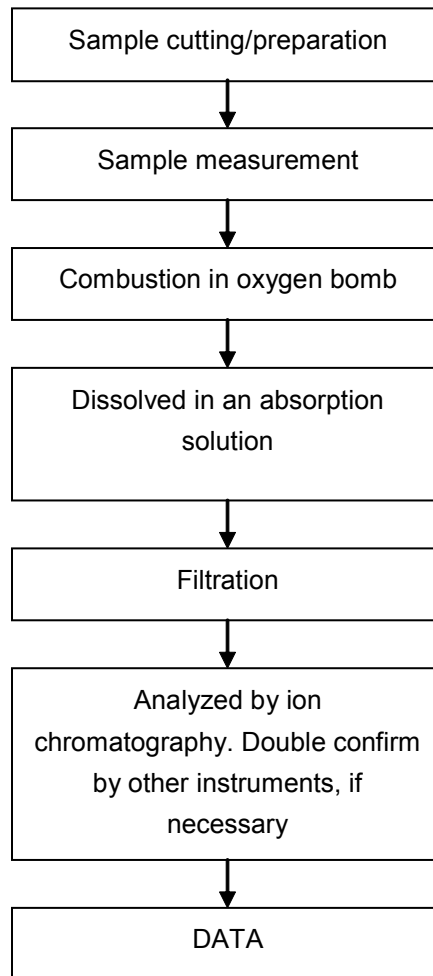 Sample cutting/preparation
Sample measurement
Combustion in oxygen bomb
Dissolved in an absorption
solution
Filtration
Analyzed by ion
chromatography. Double confirm
by other instruments, if
necessary
DATA